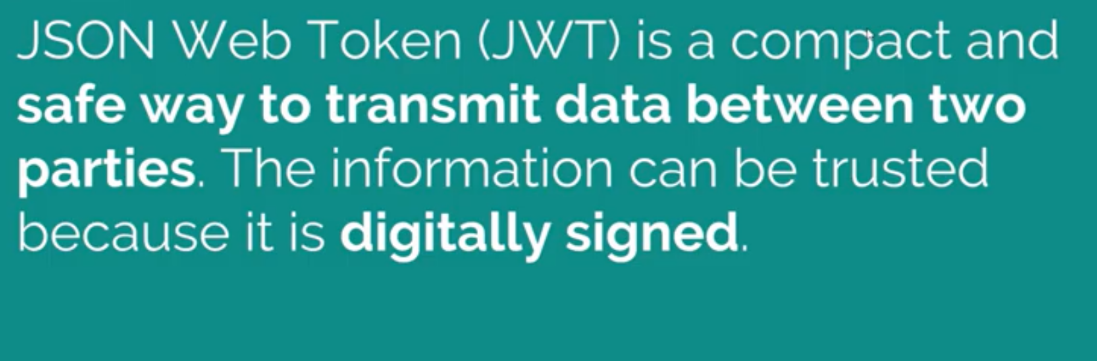 JSON Web Token (JWT) is a compact and
safe way to transmit data between two
parties. The information can be trusted
because it is digitally signed.